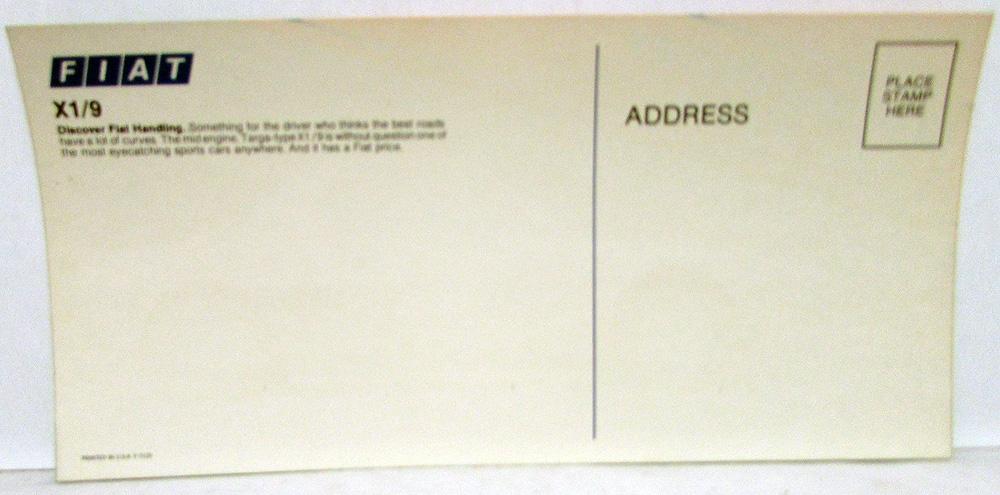 FIAT
X1/9
Discover Fiat Handling. Something for the driver who thinks the best roads
have a lot of curves. The mid-engine, Targa-type X1/9 is without question one of
the most eyecatching sports cars anywhere. And it has a Fiat price.
ADDRESS
PLACE
STAMP
HERE
PRINTED IN U.S.A.